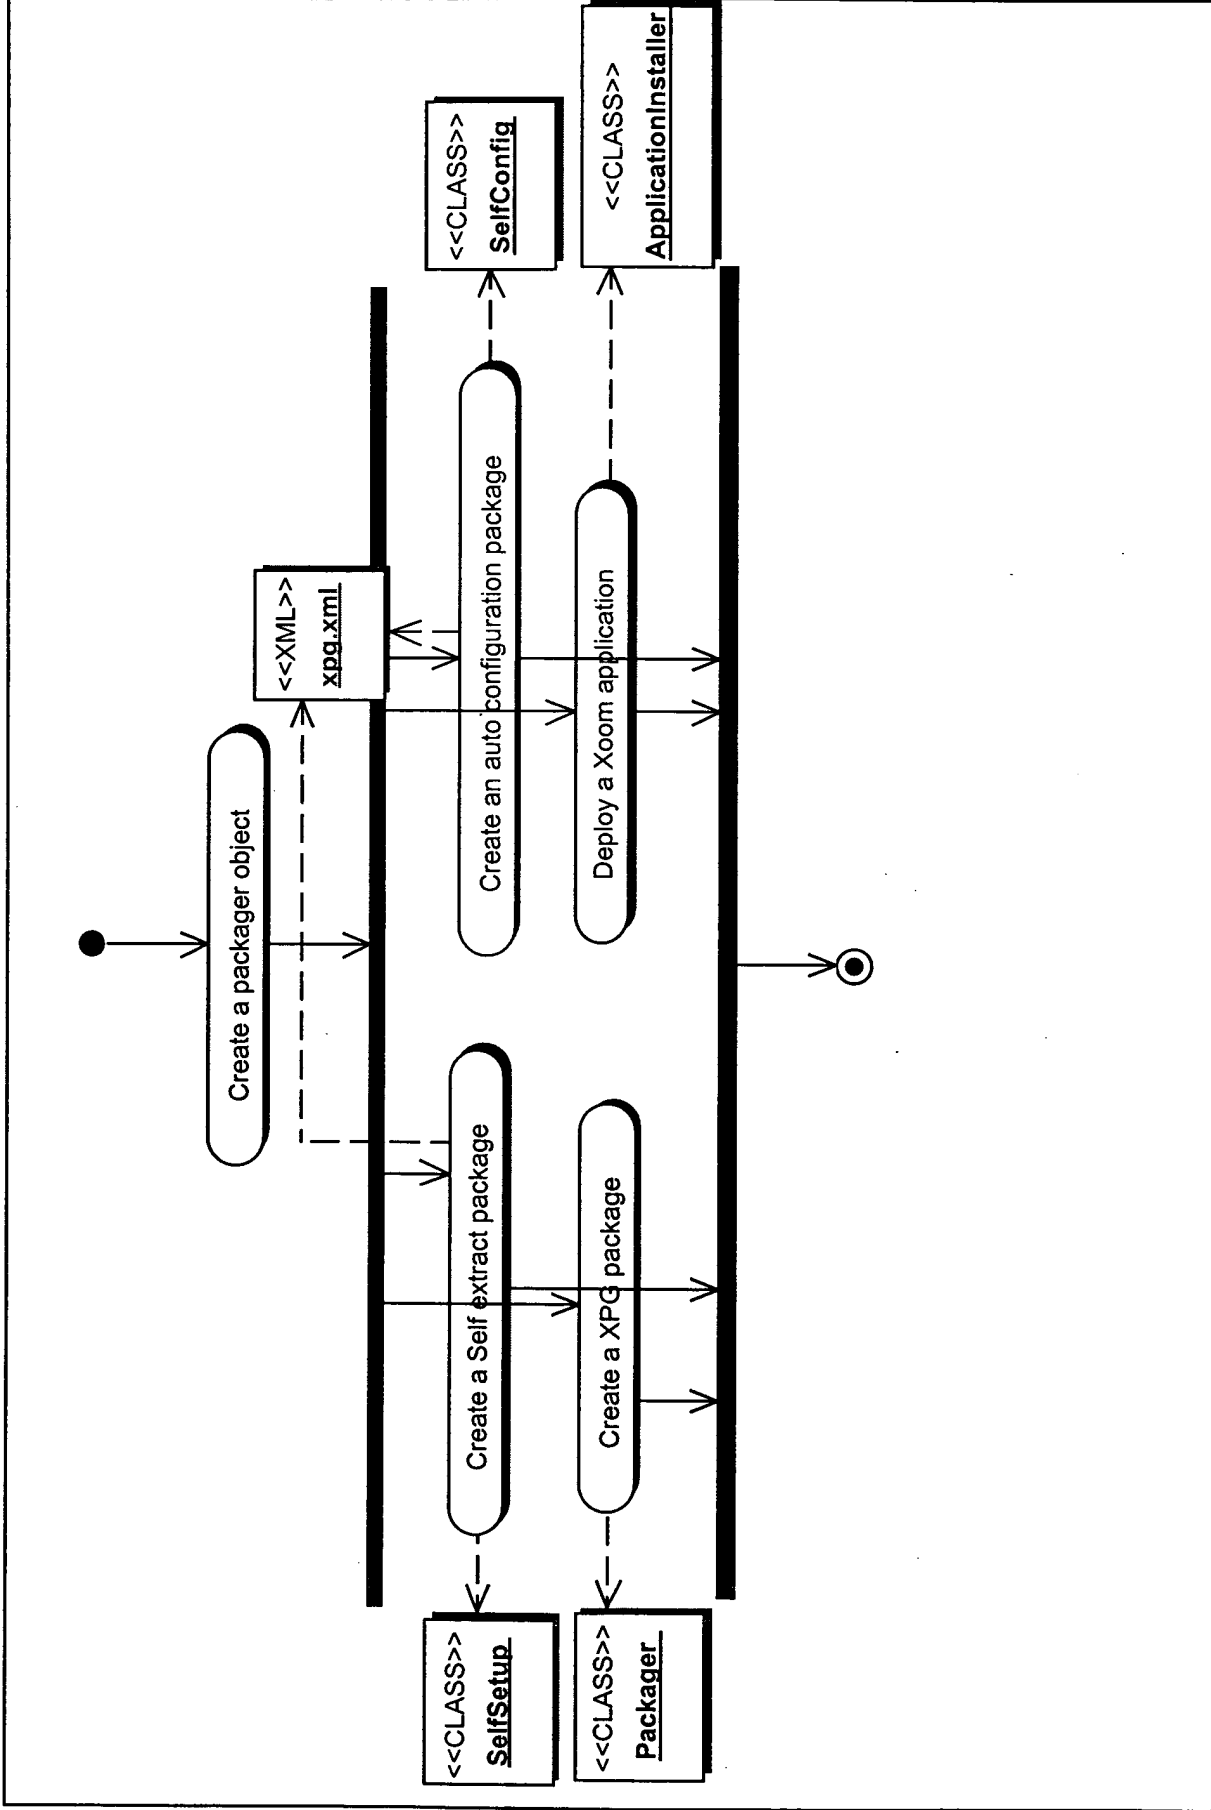 Create a packager object
<<XML>>
xpg.xml
<<CLASS>>
SelfSetup
Create a Self extract package
Create an auto configuration package
<<CLASS>>
SelfConfig
<<CLASS>>
Packager
Create a XPG package
Deploy a Xoom application
<<CLASS>>
ApplicationInstaller